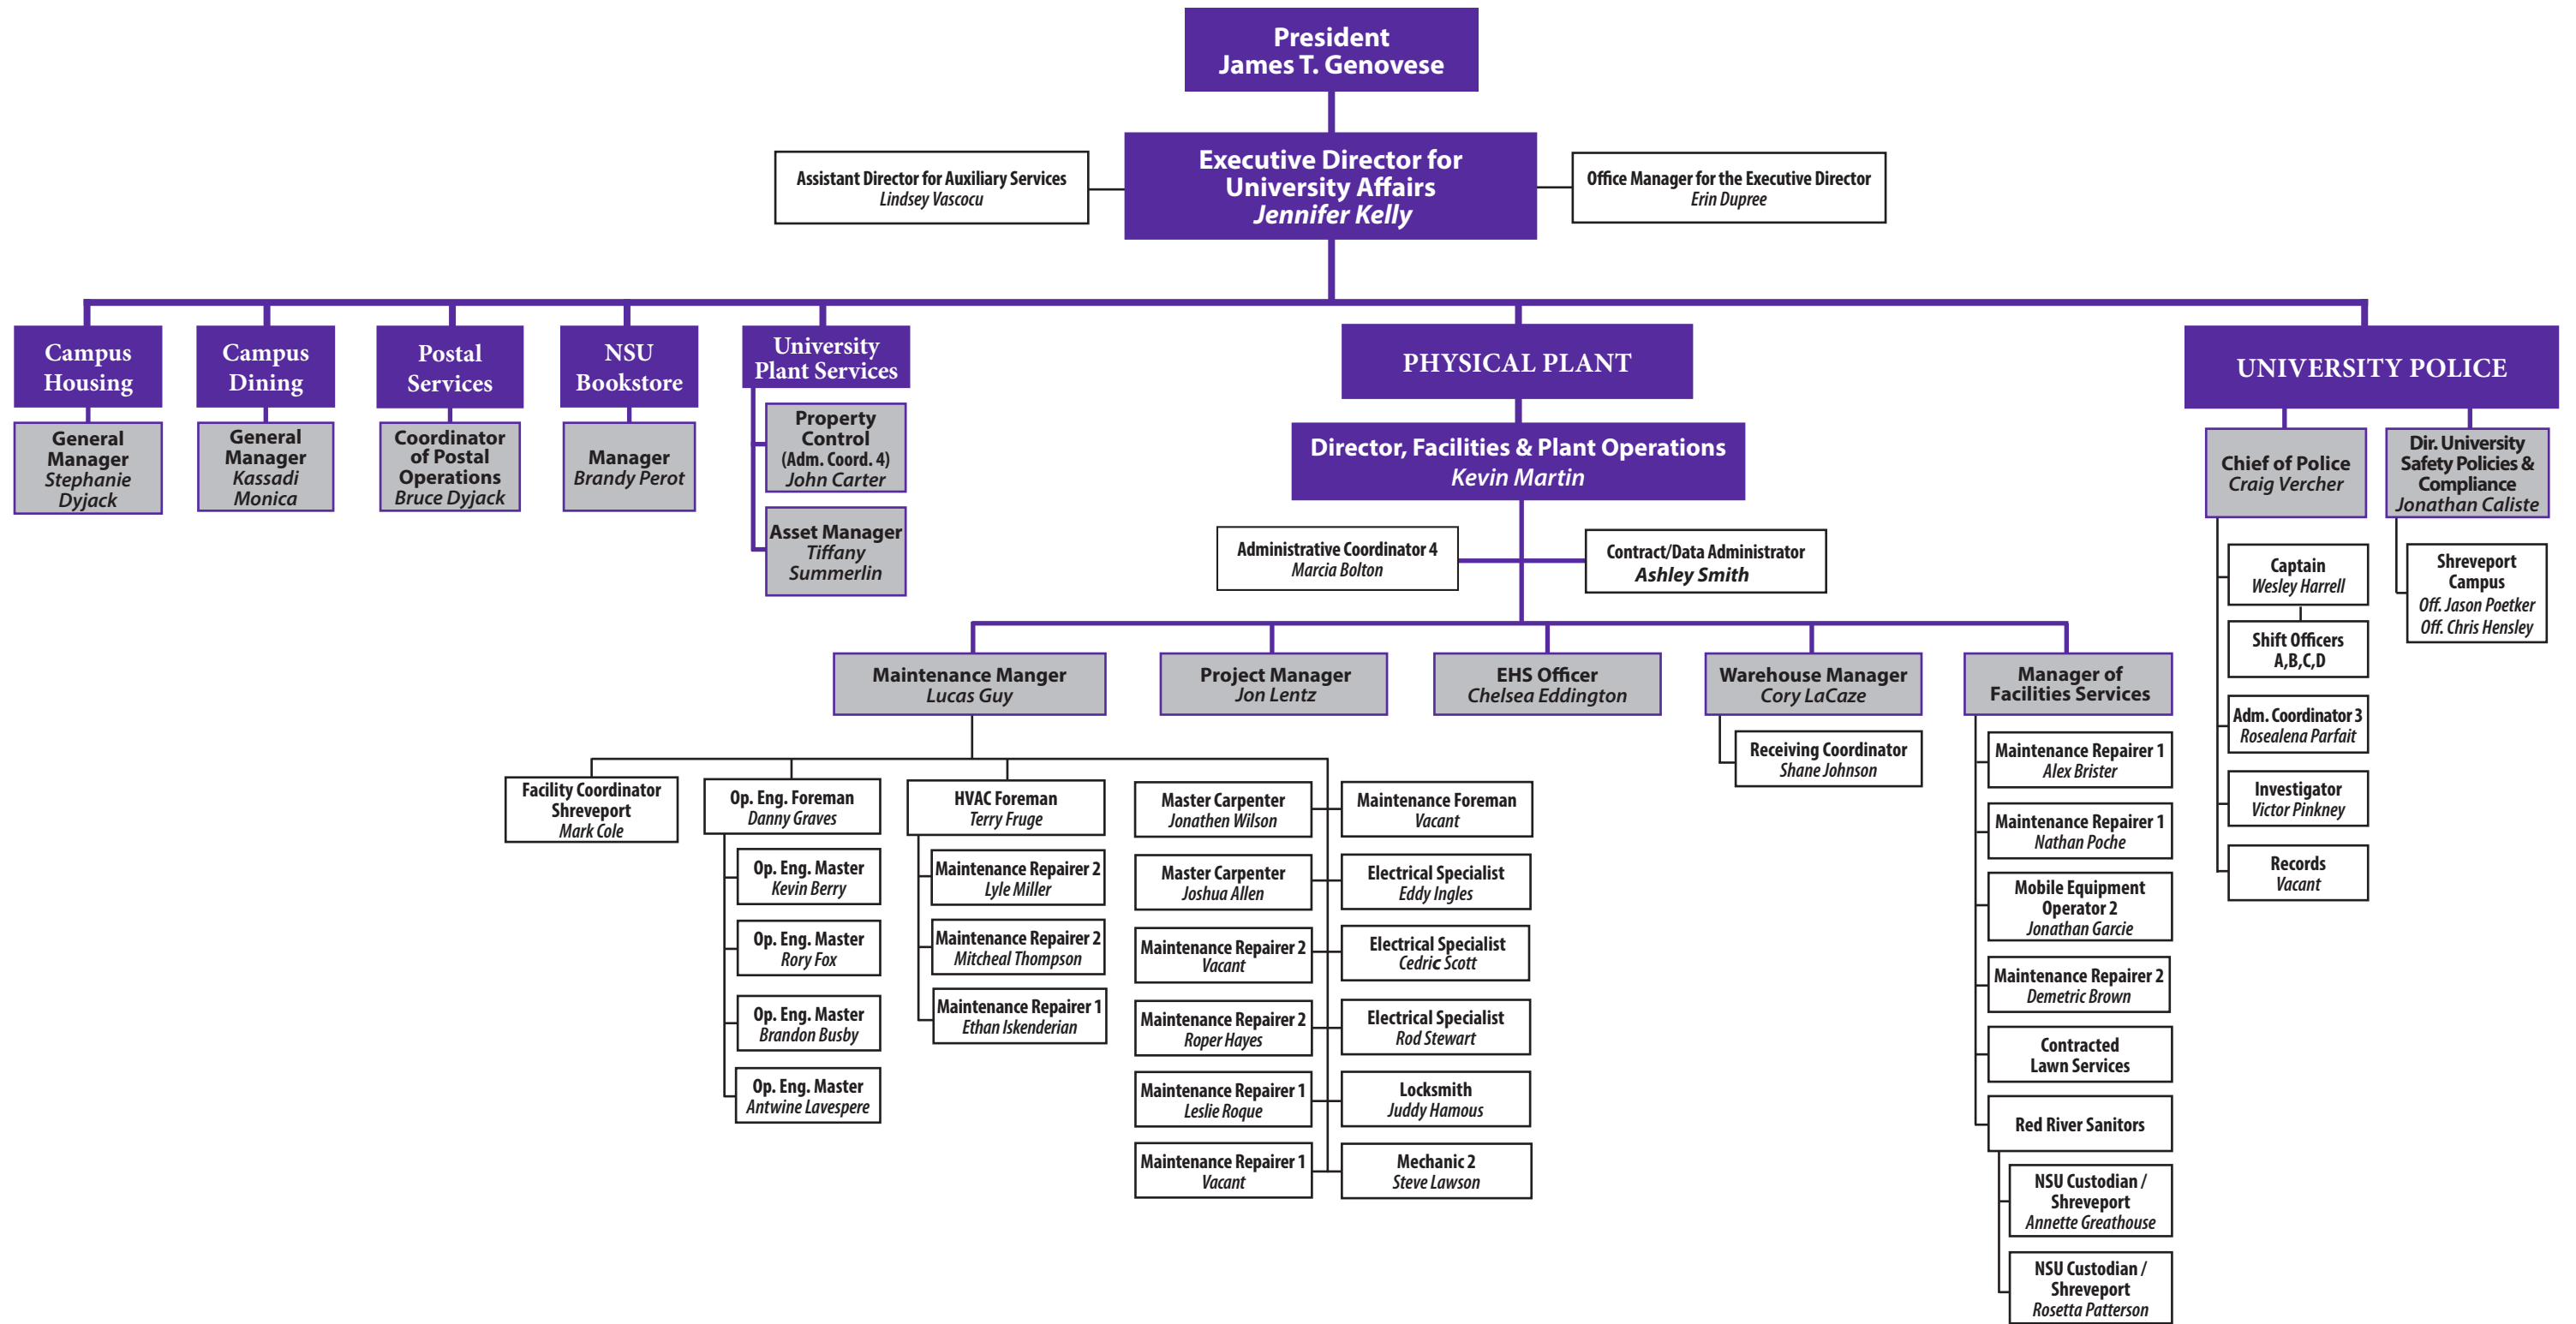 President
James T. Genovese
Executive Director for
University Affairs
Jennifer Kelly
Assistant Director for Auxiliary Services
Lindsey Vascocu
Office Manager for the Executive Director
Erin Dupree
Campus
Housing
General
Manager
Stephanie
Dyjack
Campus
Dining
General
Manager
Kassadi
Monica
Postal
Services
Coordinator
of Postal
Operations
Bruce Dyjack
NSU
Bookstore
Manager
Brandy Perot
University
Plant Services
Property
Control
(Adm. Coord. 4)
John Carter
Asset Manager
Tiffany
Summerlin
PHYSICAL PLANT
Director, Facilities & Plant Operations
Kevin Martin
Administrative Coordinator 4
Marcia Bolton
Contract/Data Administrator
Ashley Smith
Maintenance Manger
Lucas Guy
Project Manager
Jon Lentz
EHS Officer
Chelsea Eddington
Warehouse Manager
Cory LaCaze
Manager of
Facilities Services
Facility Coordinator
Shreveport
Mark Cole
Op. Eng. Foreman
Danny Graves
Op. Eng. Master
Kevin Berry
Op. Eng. Master
Rory Fox
Op. Eng. Master
Brandon Busby
Op. Eng. Master
Antwine Lavespere
HVAC Foreman
Terry Fruge
Maintenance Repairer 2
Lyle Miller
Maintenance Repairer 2
Mitcheal Thompson
Maintenance Repairer 1
Ethan Iskenderian
Master Carpenter
Jonathen Wilson
Master Carpenter
Joshua Allen
Maintenance Repairer 2
Vacant
Maintenance Repairer 2
Roper Hayes
Maintenance Repairer 1
Leslie Roque
Maintenance Repairer 1
Vacant
Maintenance Foreman
Vacant
Electrical Specialist
Eddy Ingles
Electrical Specialist
Cedric Scott
Electrical Specialist
Rod Stewart
Locksmith
Juddy Hamous
Mechanic 2
Steve Lawson
Receiving Coordinator
Shane Johnson
Maintenance Repairer 1
Alex Brister
Maintenance Repairer 1
Nathan Poche
Mobile Equipment
Operator 2
Jonathan Garcie
Maintenance Repairer 2
Demetric Brown
Contracted
Lawn Services
Red River Sanitors
NSU Custodian /
Shreveport
Annette Greathouse
NSU Custodian /
Shreveport
Rosetta Patterson
UNIVERSITY POLICE
Chief of Police
Craig Vercher
Captain
Wesley Harrell
Shift Officers
A,B,C,D
Adm. Coordinator 3
Rosealena Parfait
Investigator
Victor Pinkney
Records
Vacant
Dir. University
Safety Policies &
Compliance
Jonathan Caliste
Shreveport
Campus
Off. Jason Poetker
Off. Chris Hensley